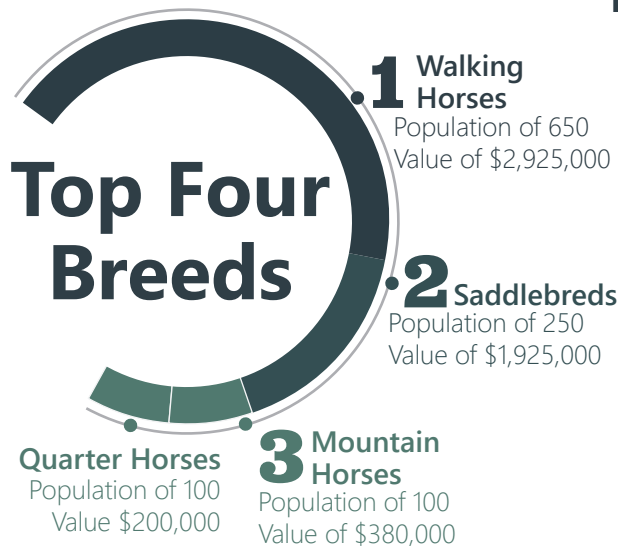 Top Four
Breeds
1 Walking
Horses
Population of 650
Value of $2,925,000
2 Saddlebreds
Population of 250
Value of $1,925,000
3 Mountain
Horses
Population of 100
Value of $380,000
Quarter Horses
Population of 100
Value $200,000